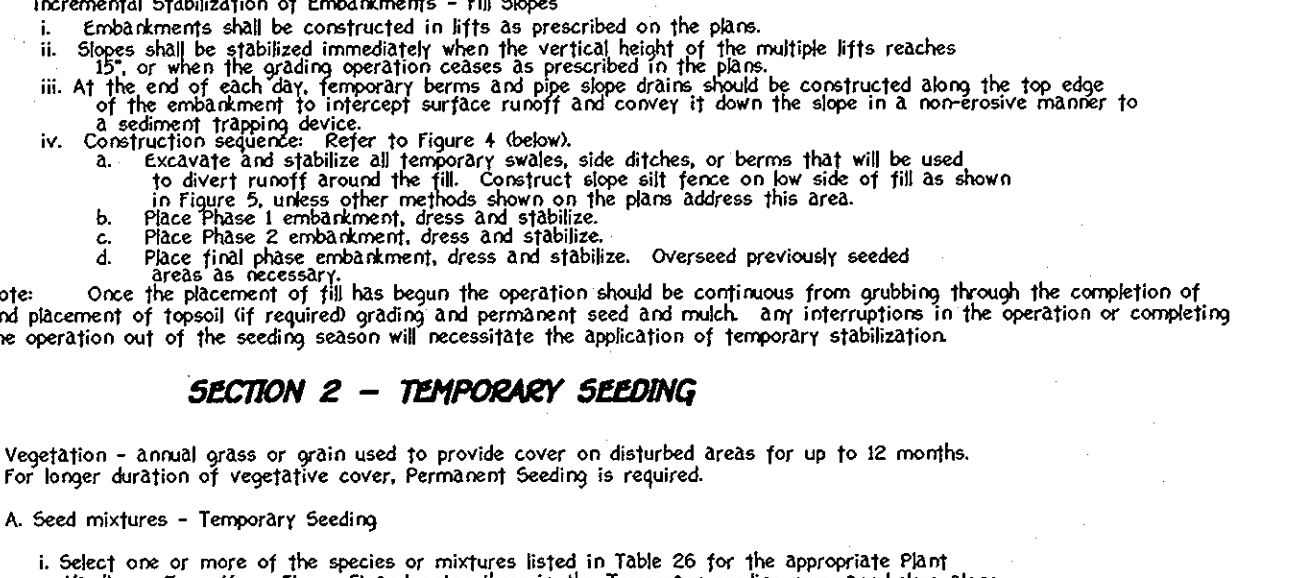 Incremental Stabilization of Embankments - Fill Slopes
i. Embankments shall be constructed in lifts as prescribed on the plans.
ii. Slopes shall be stabilized immediately when the vertical height of the multiple lifts reaches
15", or when the grading operation ceases as prescribed in the plans.
iii. At the end of each day, temporary berms and pipe slope drains should be constructed along the top edge
of the embankment to intercept surface runoff and convey it down the slope in a non-erosive manner to
a sediment trapping device.
iv. Construction sequence: Refer to Figure 4 (below).
a. Excavate and stabilize all temporary swales, side ditches, or berms that will be used
to divert runoff around the fill. Construct slope silt fence on low side of fill as shown
in Figure 5, unless other methods shown on the plans address this area.
b. Place Phase 1 embankment, dress and stabilize.
c. Place Phase 2 embankment, dress and stabilize.
d. Place final phase embankment, dress and stabilize. Overseed previously seeded
areas as necessary.
ote: Once the placement of fill has begun the operation should be continuous from grubbing through the completion of
nd placement of topsoil (if required) grading and permanent seed and mulch. any interruptions in the operation or completing
he operation out of the seeding season will necessitate the application of temporary stabilization.
SECTION 2 - TEMPORARY SEEDING
Vegetation - annual grass or grain used to provide cover on disturbed areas for up to 12 months.
For longer duration of vegetative cover, Permanent Seeding is required.
A. Seed mixtures - Temporary Seeding
i. Select one or more of the species or mixtures listed in Table 26 for the appropriate Plant